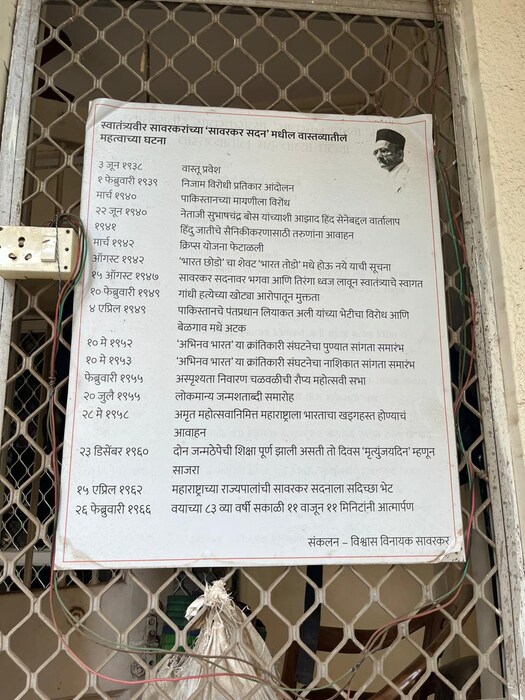 स्वातंत्र्यवीर सावरकरांच्या ‘सावरकर सदन’ मधील वास्तव्यातील
महत्वाच्या घटना
३ जून १९३८ वास्तू प्रवेश
१ फेब्रुवारी १९३९ निजाम विरोधी प्रतिकार आंदोलन
मार्च १९४० पाकिस्तानच्या मागणीला विरोध
२२ जून १९४० नेताजी सुभाषचंद्र बोस यांच्याशी आझाद हिंद सेनेबद्दल वार्तालाप
१९४१ हिंदु जातीचे सैनिकीकरणासाठी तरुणांना आवाहन
मार्च १९४२ क्रिप्स योजना फेटाळली
ऑगस्ट १९४२ ‘भारत छोडो’ चा शेवट ‘भारत तोडो’ मधे होऊ नये याची सूचना
१५ ऑगस्ट १९४७ सावरकर सदनावर भगवा आणि तिरंगा ध्वज लावून स्वातंत्र्याचे स्वागत
१० फेब्रुवारी १९४९ गांधी हत्येच्या खोट्या आरोपातून मुक्तता
४ एप्रिल १९४९ पाकिस्तानचे पंतप्रधान लियाकत अली यांच्या भेटीचा विरोध आणि
बेळगाव मधे अटक
१० मे १९५२ ‘अभिनव भारत’ या क्रांतिकारी संघटनेचा पुण्यात सांगता समारंभ
१० मे १९५३ ‘अभिनव भारत’ या क्रांतिकारी संघटनेचा नाशिकात सांगता समारंभ
फेब्रुवारी १९५५ अस्पृश्यता निवारण चळवळीची रौप्य महोत्सवी सभा
२० जुलै १९५५ लोकमान्य जन्मशताब्दी समारोह
२८ मे १९५८ अमृत महोत्सवानिमित्त महाराष्ट्राला भारताचा खड्गहस्त होण्याचं
आवाहन
२३ डिसेंबर १९६० दोन जन्मठेपेची शिक्षा पूर्ण झाली असती तो दिवस ‘मृत्युंजयदिन’ म्हणून
साजरा
१५ एप्रिल १९६२ महाराष्ट्राच्या राज्यपालांची सावरकर सदनाला सदिच्छा भेट
२६ फेब्रुवारी १९६६ वयाच्या ८३ व्या वर्षी सकाळी ११ वाजून ११ मिनिटांनी आत्मार्पण
संकलन – विश्वास विनायक सावरकर